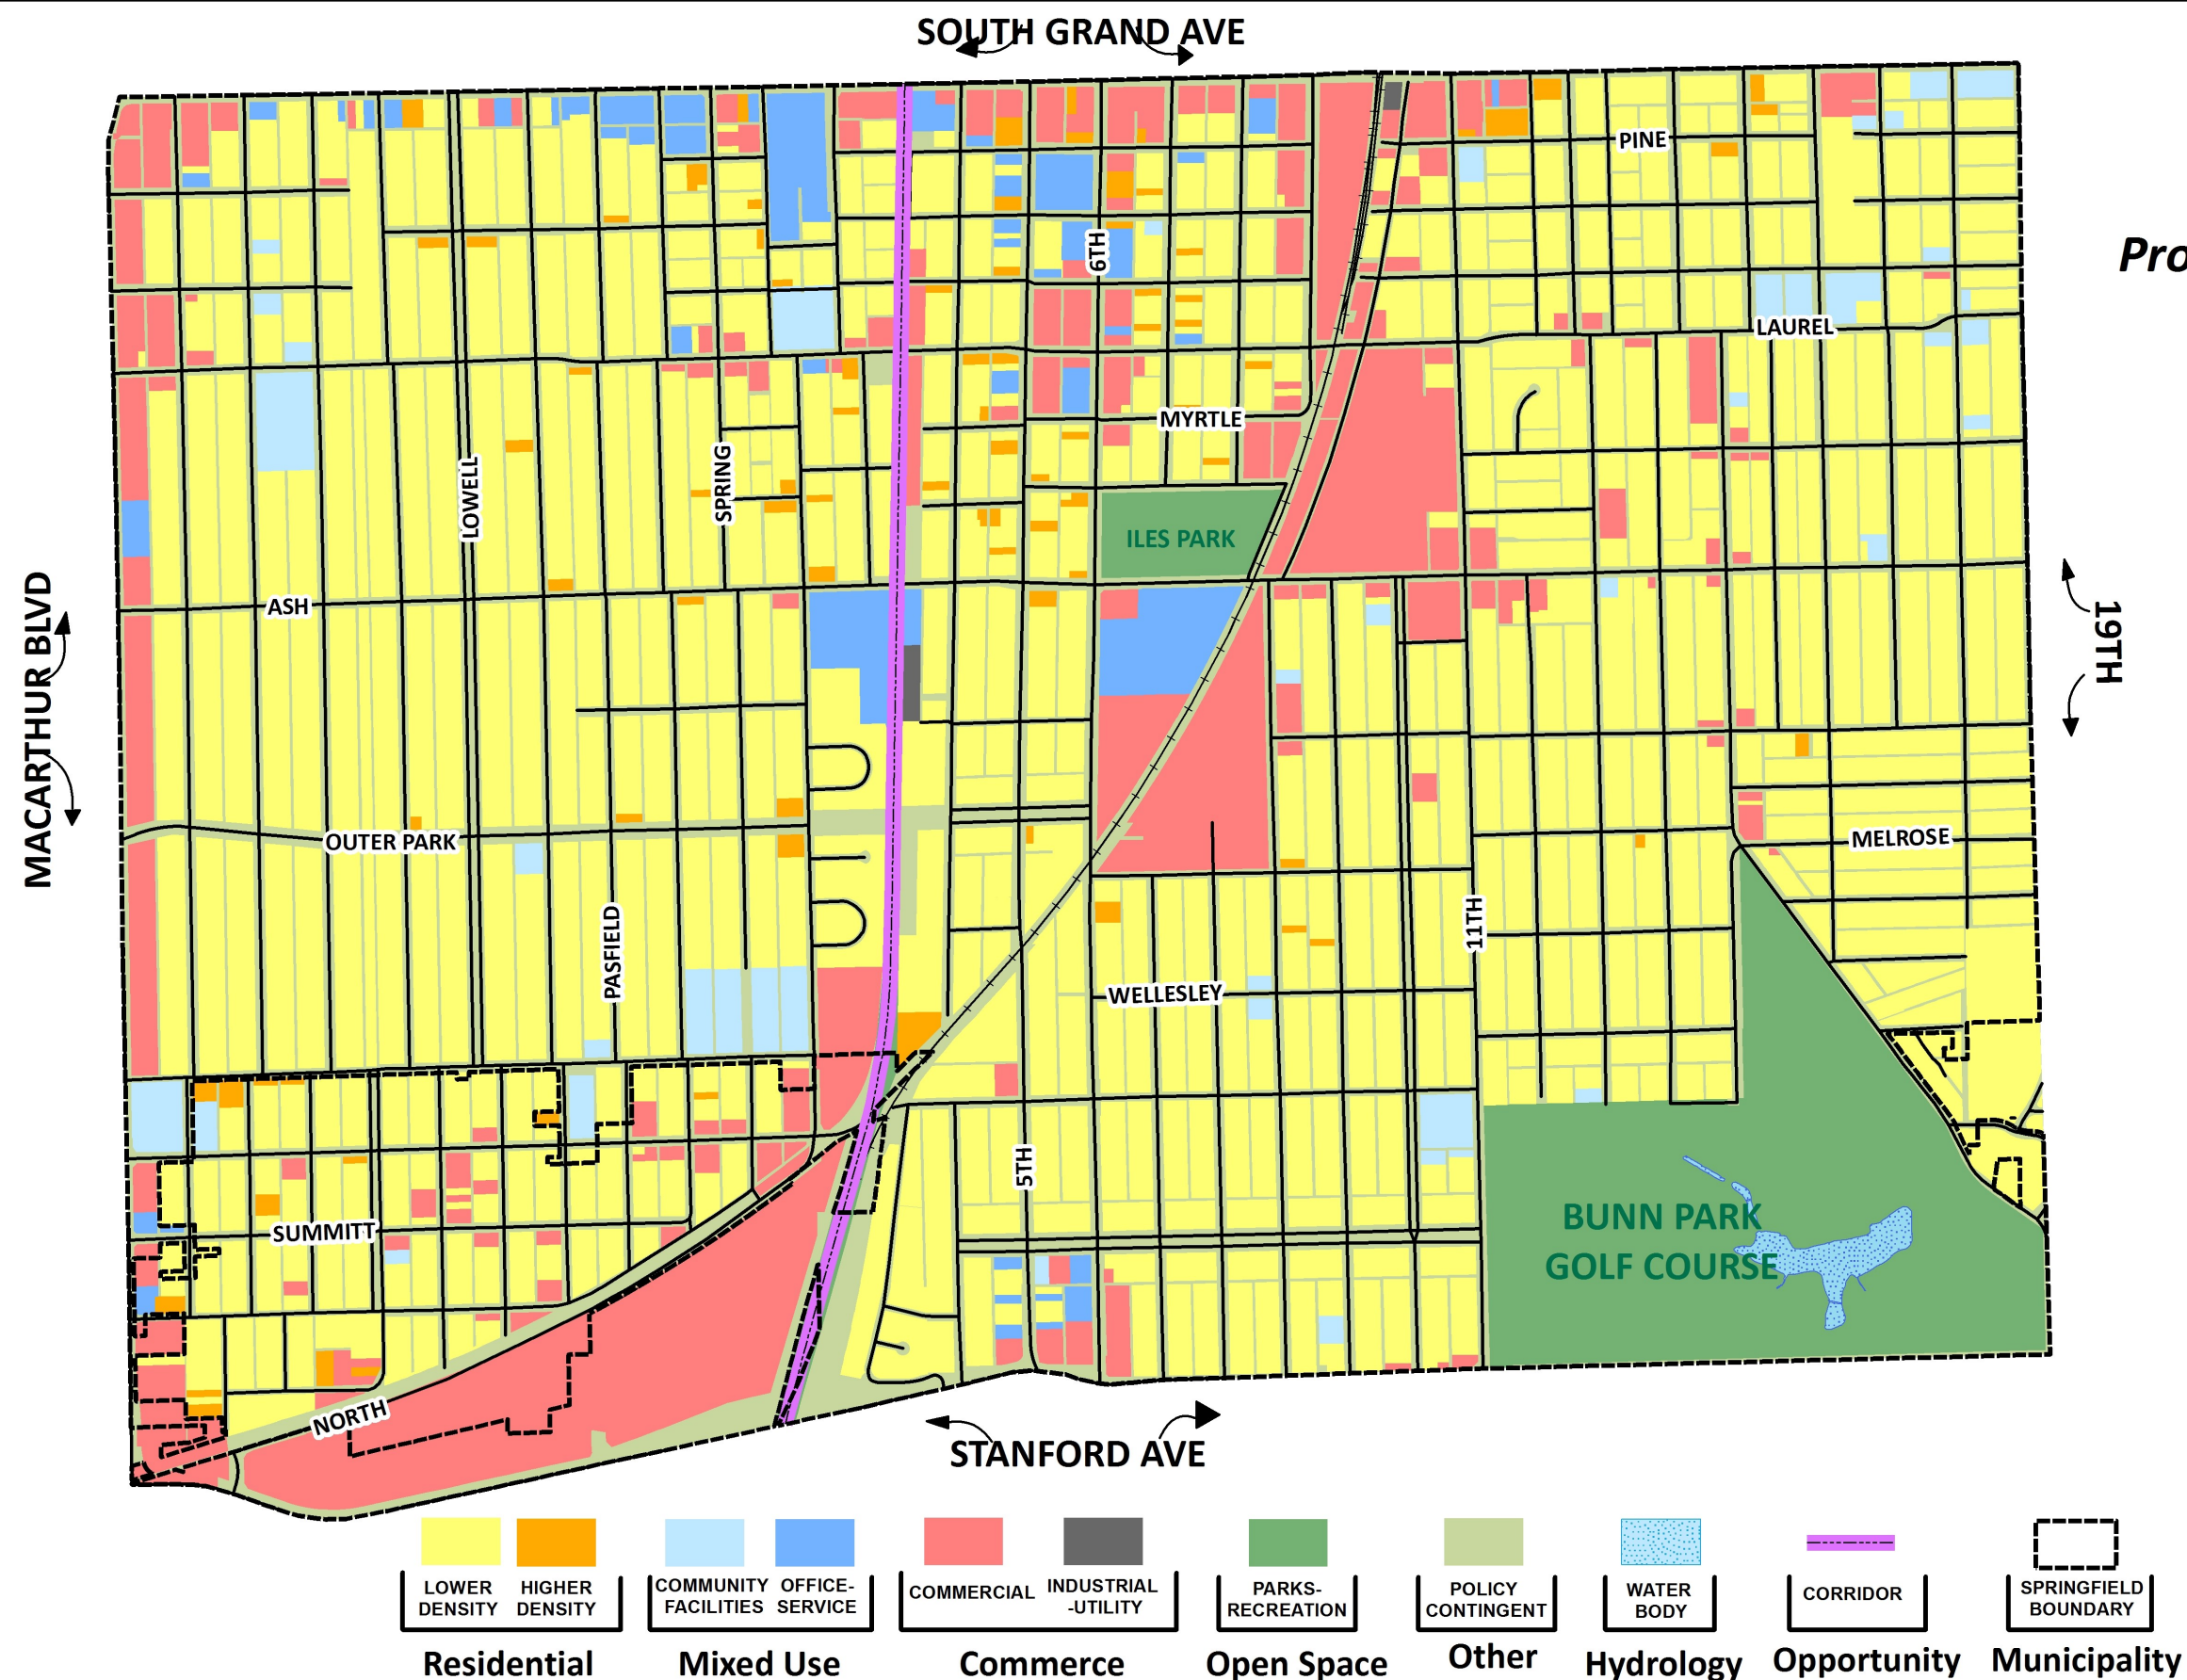 SOUTH GRAND AVE
PINE
Pro
6TH
LAUREL
MYRTLE
LOWELL
SPRING
ILES PARK
MACARTHUR BLVD
ASH
19TH
OUTER PARK
MELROSE
PASFIELD
11TH
WELLESLEY
5TH
BUNN PARK
GOLF COURSE
SUMMITT
NORTH
STANFORD AVE
LOWER
DENSITY
HIGHER
DENSITY
COMMUNITY
FACILITIES
OFFICE-
SERVICE
COMMERCIAL
INDUSTRIAL
-UTILITY
PARKS-
RECREATION
POLICY
CONTINGENT
WATER
BODY
CORRIDOR
SPRINGFIELD
BOUNDARY
Residential
Mixed Use
Commerce
Open Space
Other
Hydrology
Opportunity
Municipality